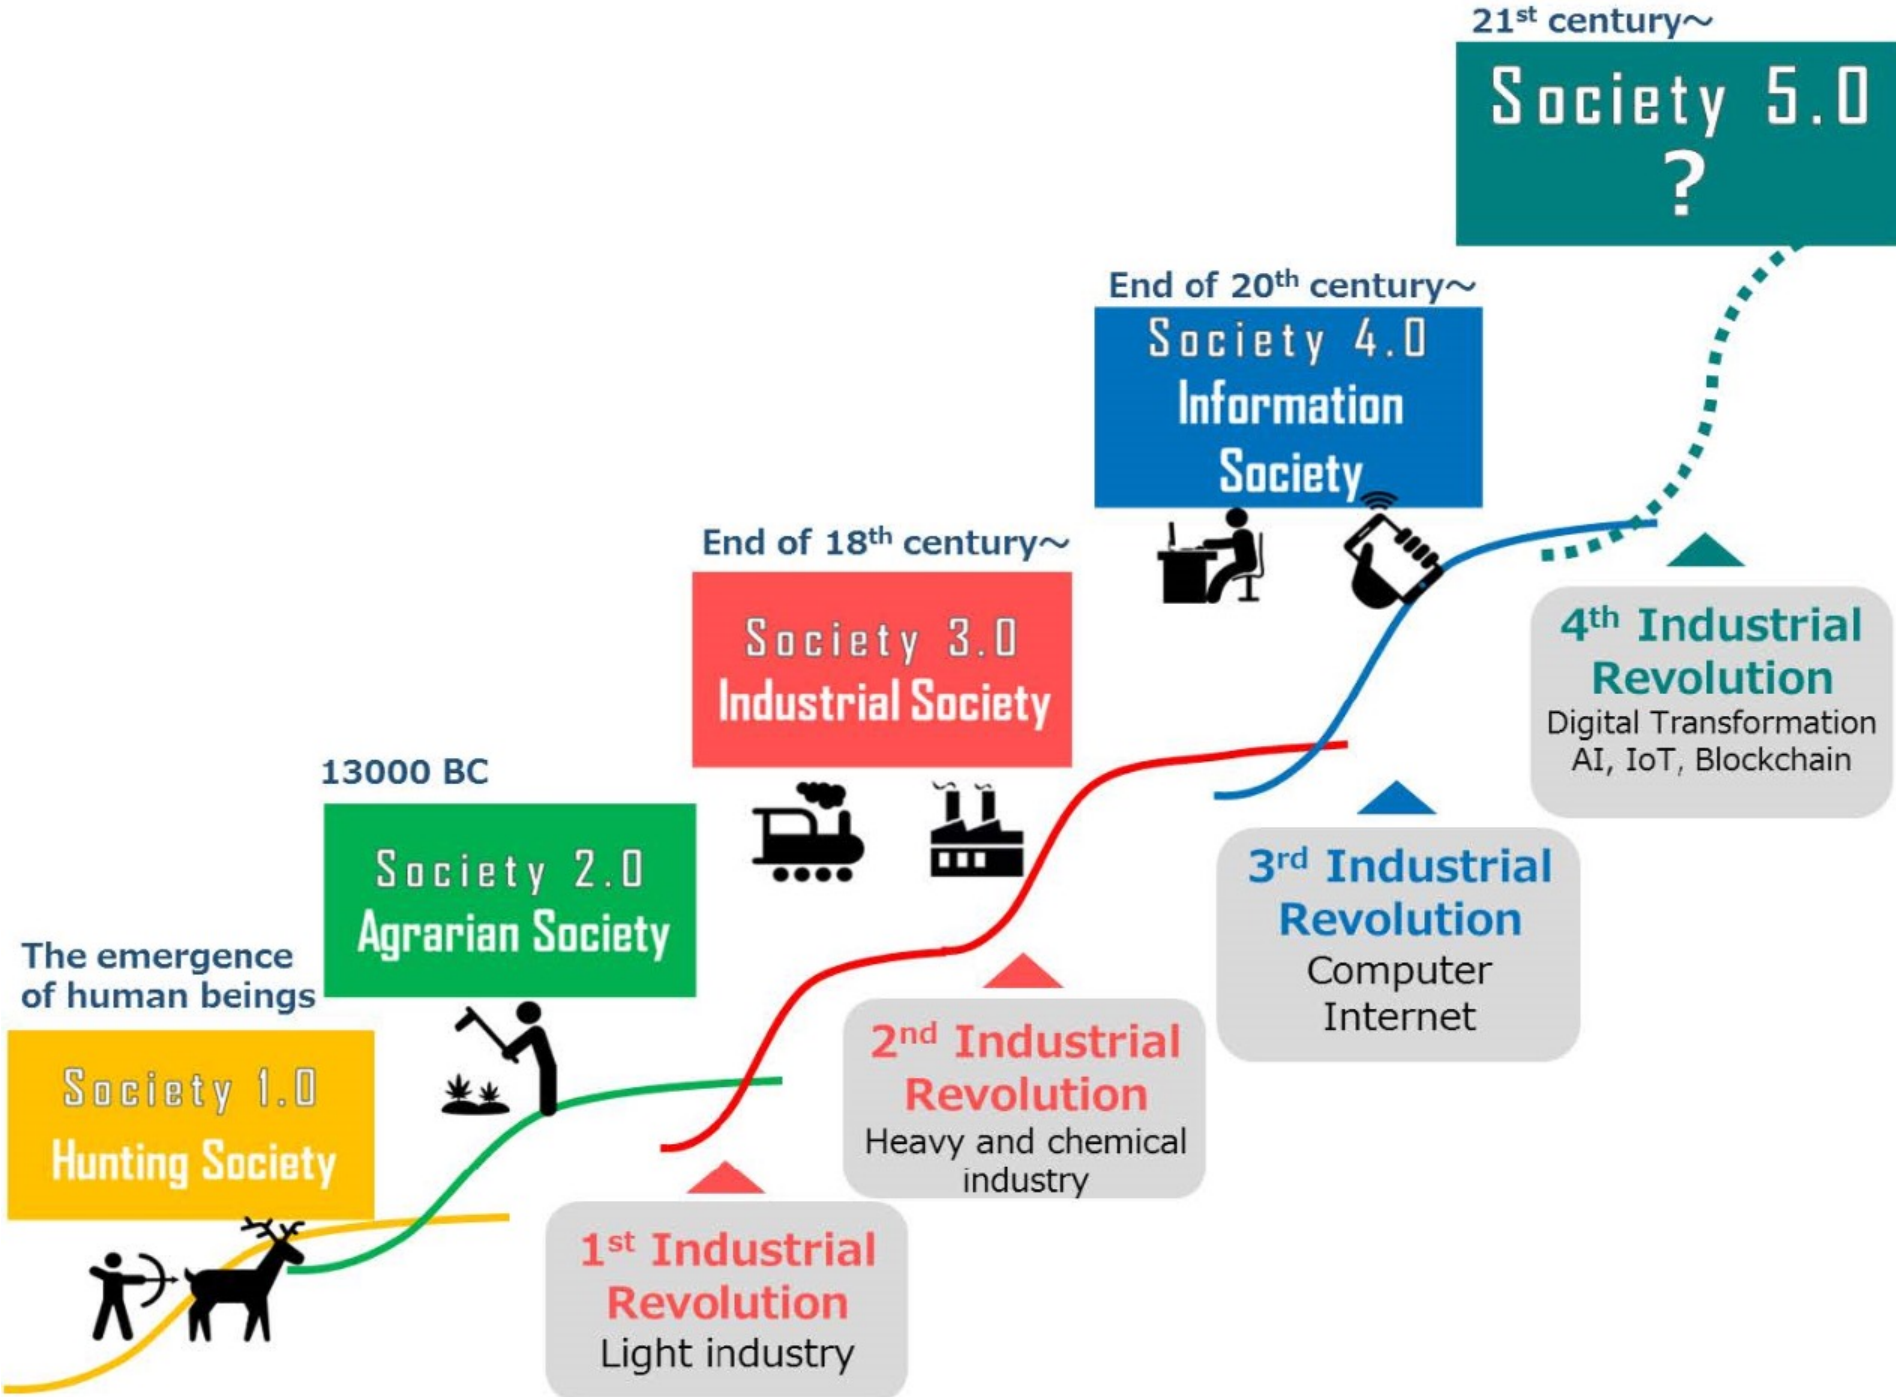 21st century～
Society 5.0
?
End of 20th century～
Society 4.0
Information
Society
End of 18th century～
Society 3.0
Industrial Society
13000 BC
Society 2.0
Agrarian Society
The emergence
of human beings
Society 1.0
Hunting Society
1st Industrial
Revolution
Light industry
2nd Industrial
Revolution
Heavy and chemical
industry
3rd Industrial
Revolution
Computer
Internet
4th Industrial
Revolution
Digital Transformation
AI, IoT, Blockchain